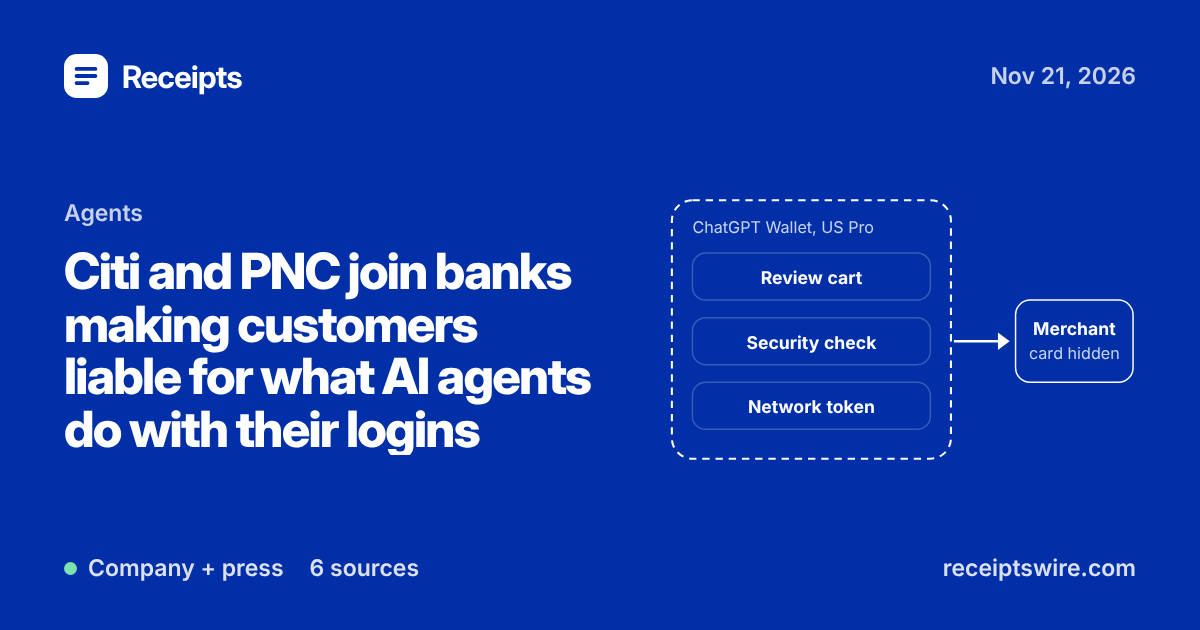 Receipts
Nov 21, 2026
Agents
Citi and PNC join banks
making customers
liable for what AI agents
do with their logins
ChatGPT Wallet, US Pro
Review cart
Security check
Network token
Merchant
card hidden
Company + press 6 sources
receiptswire.com